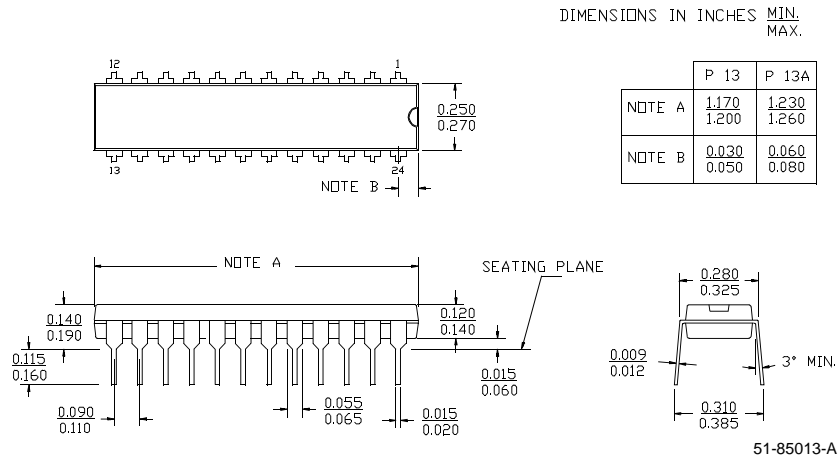 DIMENSIONS IN INCHES MIN.
MAX.
P 13 P 13A
NOTE A 1.170 1.230
1.200 1.260
NOTE B 0.030 0.060
0.050 0.080
12 1
0.250
0.270
13 24
NOTE B
NOTE A
SEATING PLANE
0.280
0.325
0.140
0.190
0.120
0.140
0.115
0.160
0.009
0.012
3° MIN.
0.015
0.060
0.090
0.110
0.055
0.065
0.015
0.020
0.310
0.385
51-85013-A